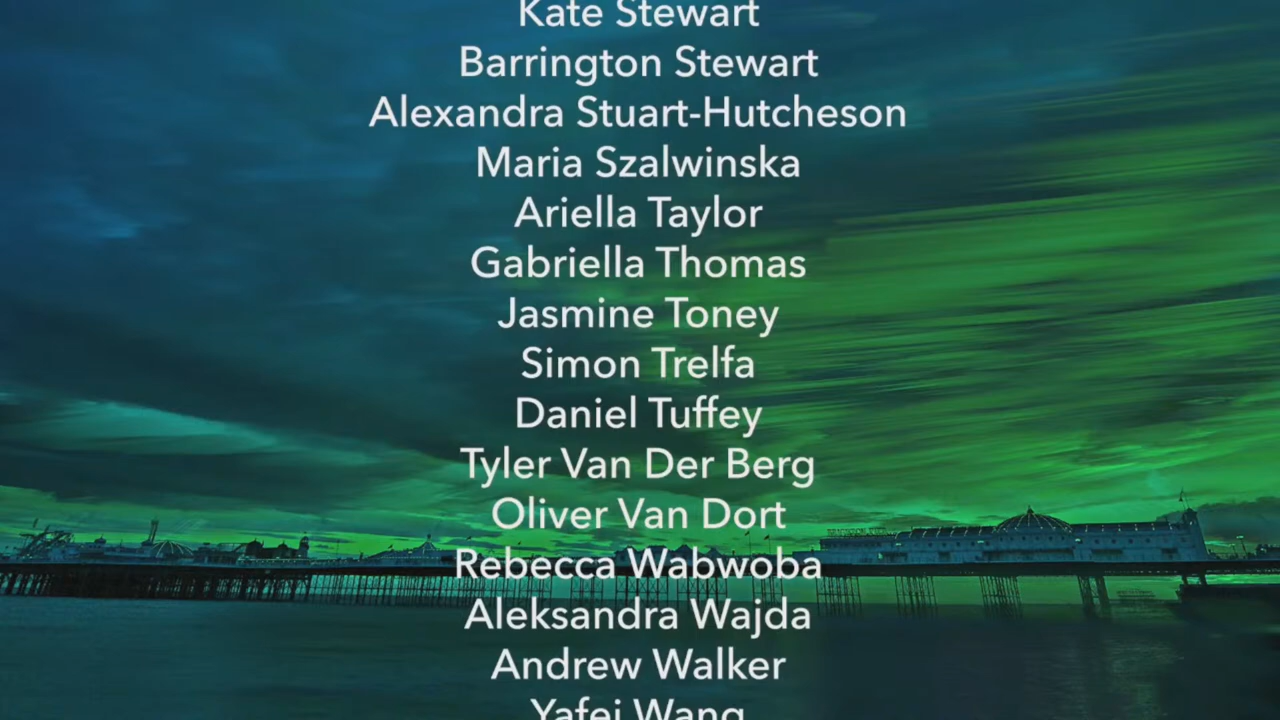 Kate Stewart
Barrington Stewart
Alexandra Stuart-Hutcheson
Maria Szalwinska
Ariella Taylor
Gabriella Thomas
Jasmine Toney
Simon Trelfa
Daniel Tuffey
Tyler Van Der Berg
Oliver Van Dort
Rebecca Wabwoba
Aleksandra Wajda
Andrew Walker
Yafei Wang